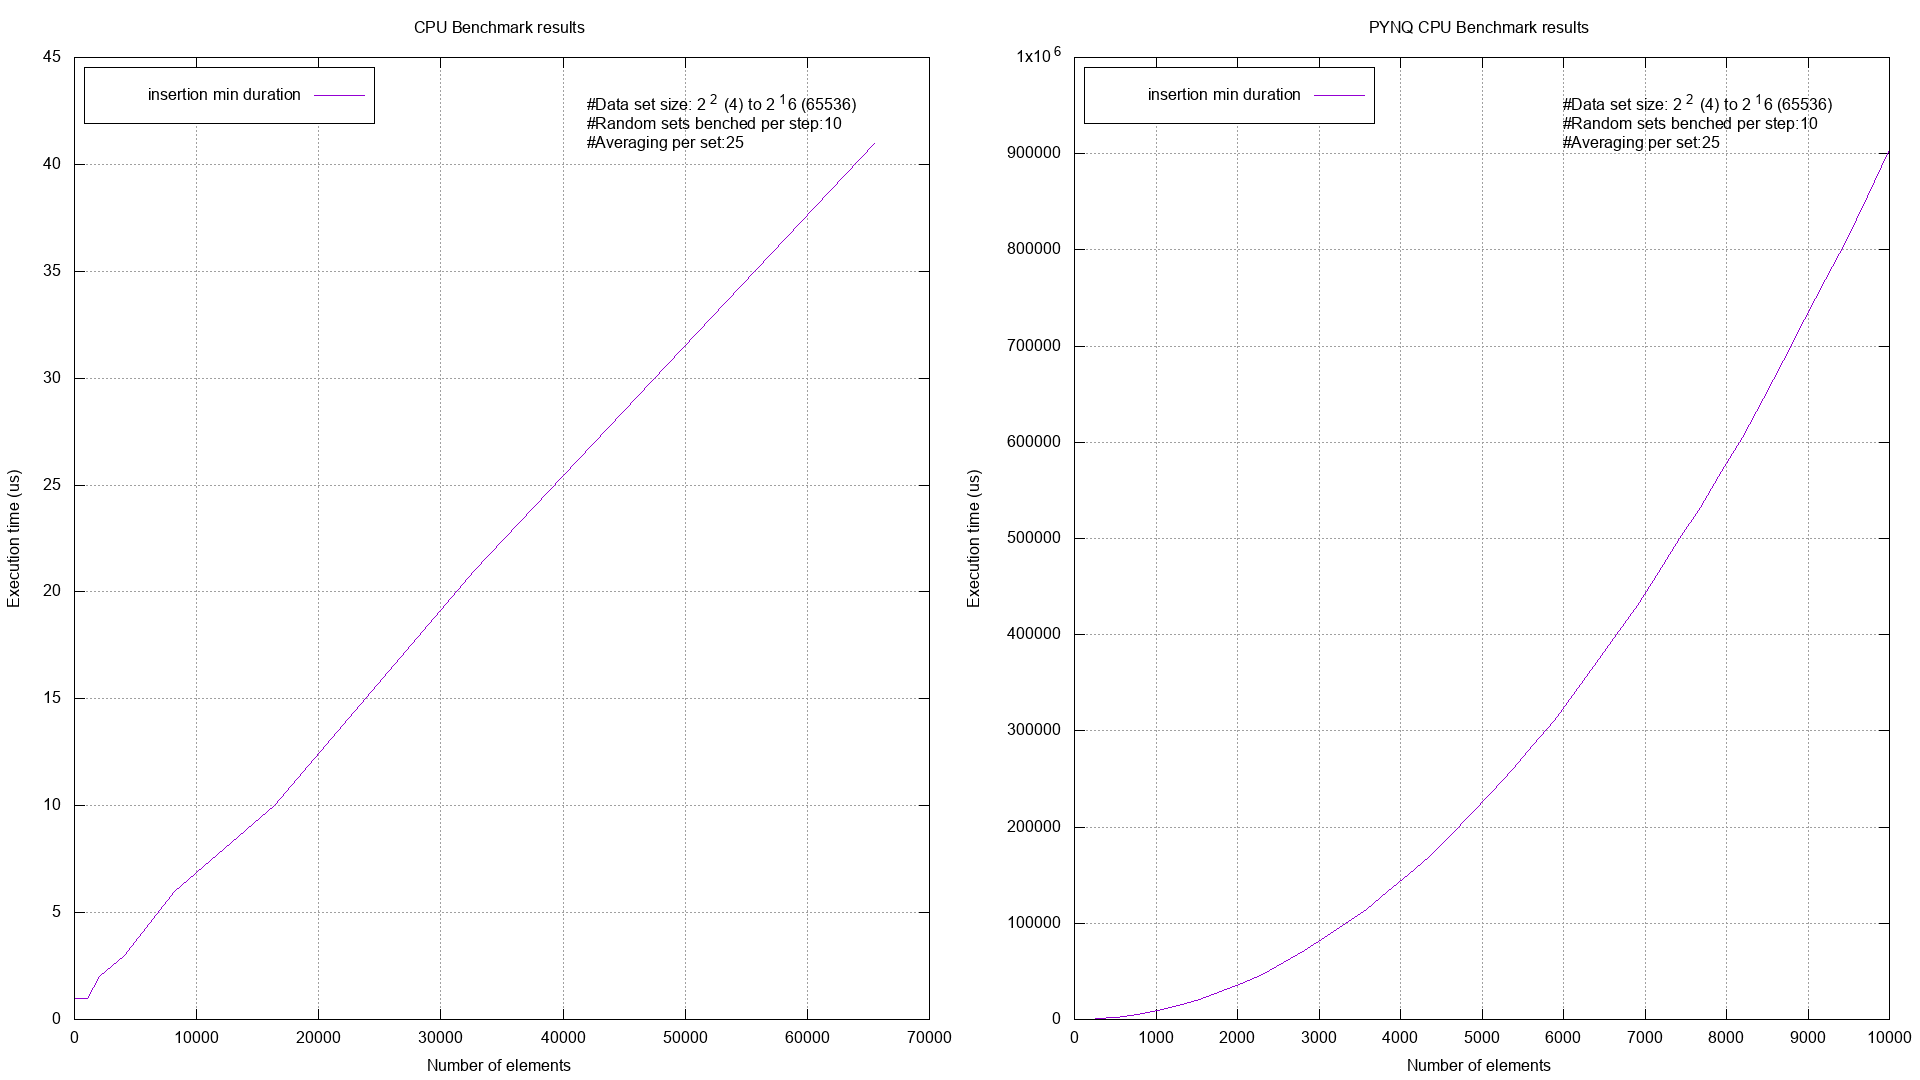 CPU Benchmark results
45
40
35
30
25
20
15
10
5
0
insertion min duration
#Data set size: 2^2 (4) to 2^16 (65536)
#Random sets benched per step:10
#Averaging per set:25
Execution time (us)
0 10000 20000 30000 40000 50000 60000 70000
Number of elements
PYNQ CPU Benchmark results
1x10^6
900000
800000
700000
600000
500000
400000
300000
200000
100000
0
insertion min duration
#Data set size: 2^2 (4) to 2^16 (65536)
#Random sets benched per step:10
#Averaging per set:25
Execution time (us)
0 1000 2000 3000 4000 5000 6000 7000 8000 9000 10000
Number of elements